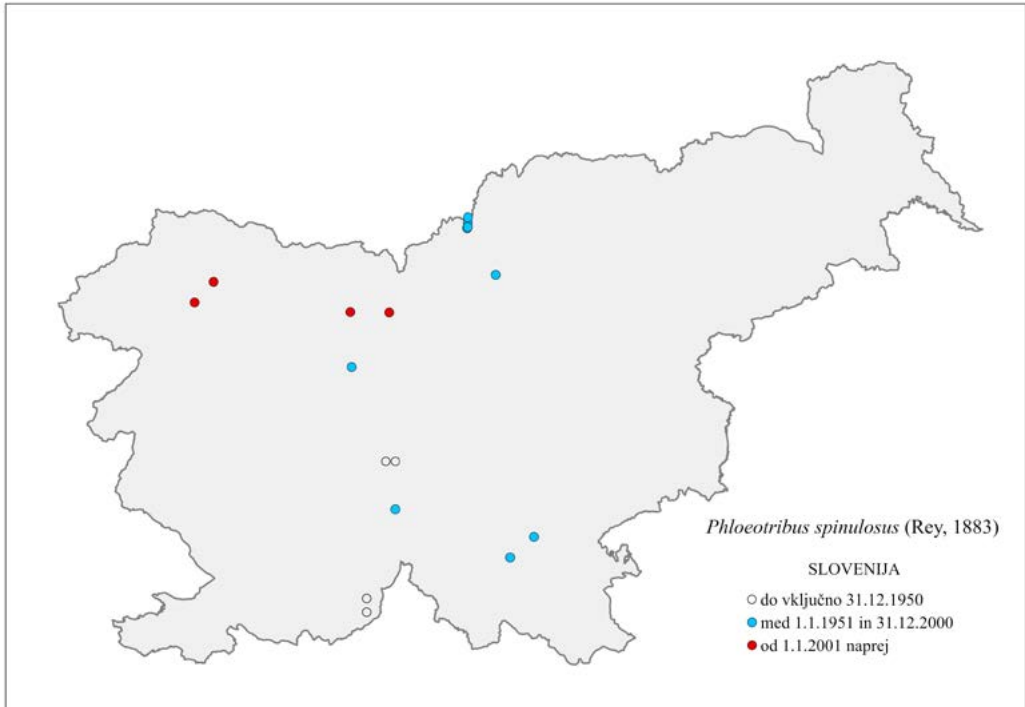 Phloeotribus spinulosus (Rey, 1883)
SLOVENIJA
do vključno 31.12.1950
med 1.1.1951 in 31.12.2000
od 1.1.2001 naprej